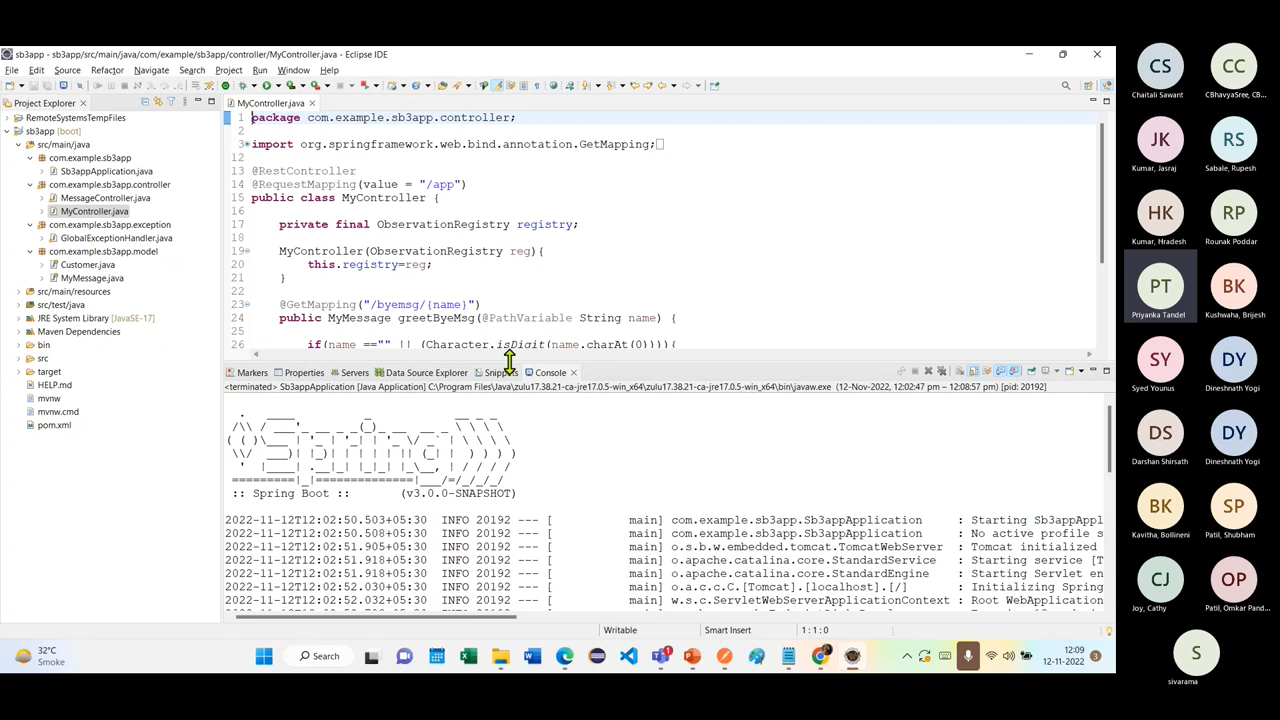 sb3app - sb3app/src/main/java/com/example/sb3app/controller/MyController.java - Eclipse IDE
File Edit Source Refactor Navigate Search Project Run Window Help
Project Explorer
RemoteSystemsTempFiles
sb3app [boot]
src/main/java
com.example.sb3app
Sb3appApplication.java
com.example.sb3app.controller
MessageController.java
MyController.java
com.example.sb3app.exception
GlobalExceptionHandler.java
com.example.sb3app.model
Customer.java
MyMessage.java
src/main/resources
src/test/java
JRE System Library [JavaSE-17]
Maven Dependencies
bin
src
target
HELP.md
mvnw
mvnw.cmd
pom.xml
MyController.java
1 package com.example.sb3app.controller;
2
3 import org.springframework.web.bind.annotation.GetMapping;
12
13 @RestController
14 @RequestMapping(value = "/app")
15 public class MyController {
16
17 private final ObservationRegistry registry;
18
19 MyController(ObservationRegistry reg){
20 this.registry=reg;
21 }
22
23 @GetMapping("/byemsg/{name}")
24 public MyMessage greetByeMsg(@PathVariable String name) {
25
26 if(name =="" || (Character.isDigit(name.charAt(0)))){
Markers Properties Servers Data Source Explorer Snippets Console
<terminated> Sb3appApplication [Java Application] C:\Program Files\Java\zulu17.38.21-ca-jre17.0.5-win_x64\zulu17.38.21-ca-jre17.0.5-win_x64\bin\javaw.exe (12-Nov-2022, 12:02:47 pm – 12:08:57 pm) [pid: 20192]
:: Spring Boot :: (v3.0.0-SNAPSHOT)
2022-11-12T12:02:50.503+05:30 INFO 20192 --- [ main] com.example.sb3app.Sb3appApplication : Starting Sb3appAppl
2022-11-12T12:02:50.508+05:30 INFO 20192 --- [ main] com.example.sb3app.Sb3appApplication : No active profile s
2022-11-12T12:02:51.905+05:30 INFO 20192 --- [ main] o.s.b.w.embedded.tomcat.TomcatWebServer : Tomcat initialized
2022-11-12T12:02:51.918+05:30 INFO 20192 --- [ main] o.apache.catalina.core.StandardService : Starting service [T
2022-11-12T12:02:51.918+05:30 INFO 20192 --- [ main] o.apache.catalina.core.StandardEngine : Starting Servlet en
2022-11-12T12:02:52.030+05:30 INFO 20192 --- [ main] o.a.c.c.C.[Tomcat].[localhost].[/] : Initializing Spring
2022-11-12T12:02:52.032+05:30 INFO 20192 --- [ main] w.s.c.ServletWebServerApplicationContext : Root WebApplication
Writable Smart Insert 1 : 1 : 0
32°C
Smoke
Search
1
12:09
12-11-2022
3
CS
Chaitali Sawant
CC
CBhavyaSree, CB...
JK
Kumar, Jasraj
RS
Sabale, Rupesh
HK
Kumar, Hradesh
RP
Rounak Poddar
PT
Priyanka Tandel
BK
Kushwaha, Brijesh
SY
Syed Younus
DY
Dineshnath Yogi
DS
Darshan Shirsath
DY
Dineshnath Yogi
BK
Kavitha, Bollineni
SP
Patil, Shubham
CJ
Joy, Cathy
OP
Patil, Omkar Pand...
S
sivarama